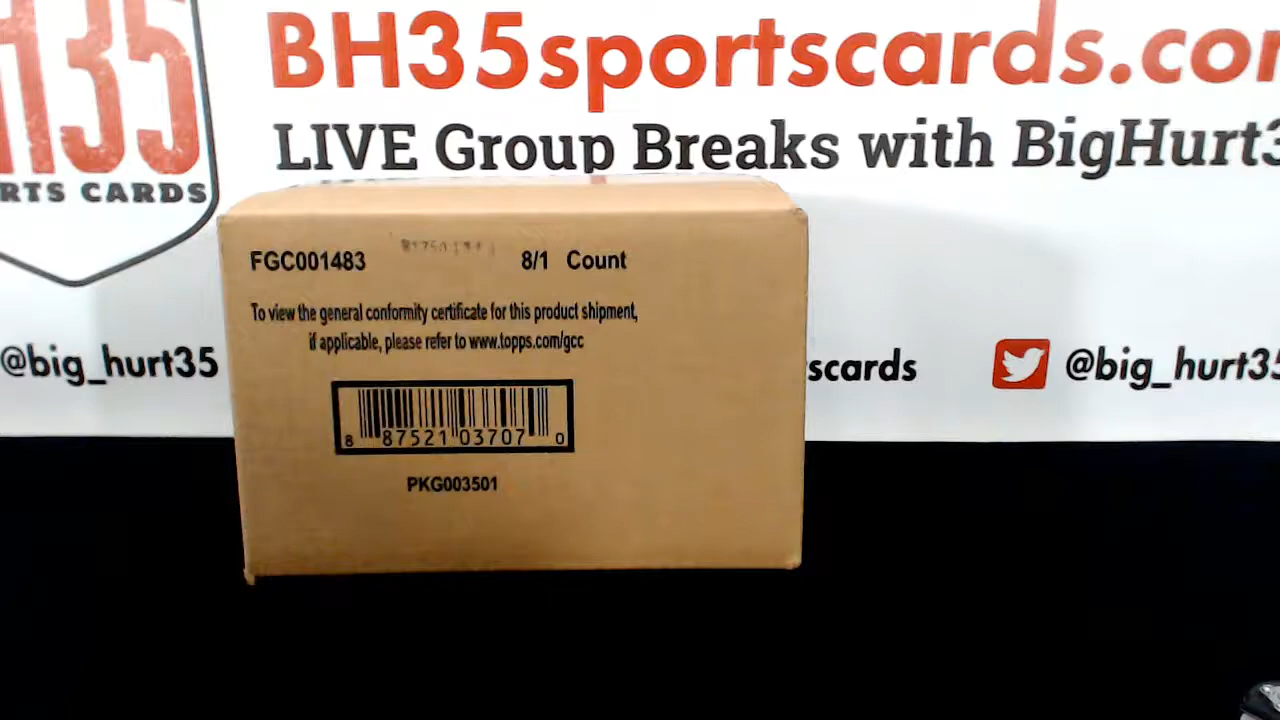 H35
RTS CARDS
BH35sportscards.co
LIVE Group Breaks with BigHurt3
FGC001483
8/1 Count
To view the general conformity certificate for this product shipment,
if applicable, please refer to www.topps.com/gcc
8 87521 03707 0
PKG003501
@big_hurt35
scards
@big_hurt35